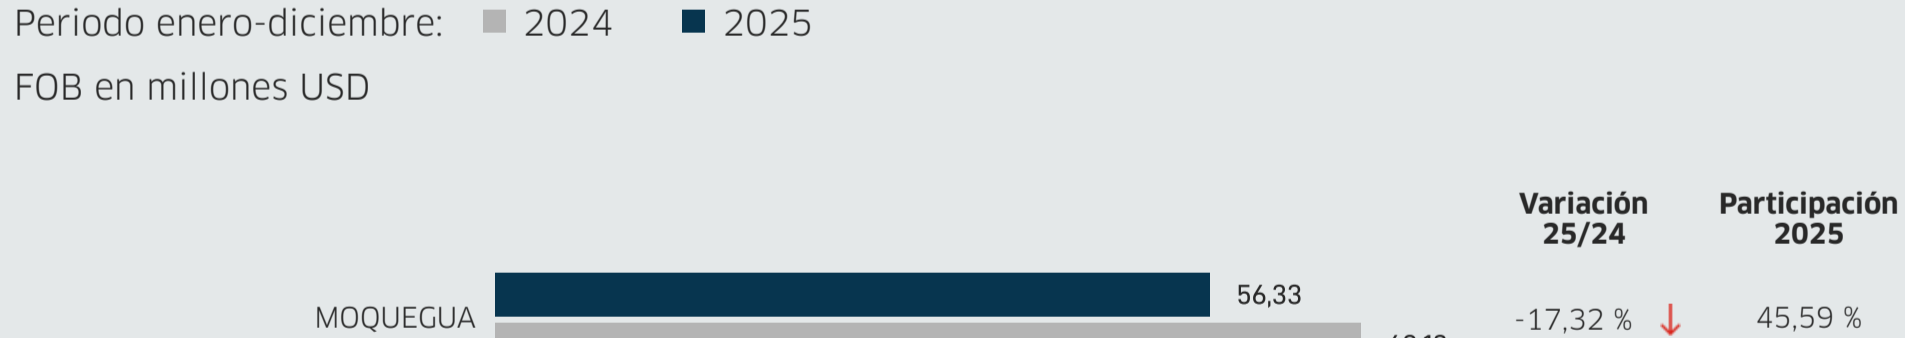 Periodo enero-diciembre: 2024 2025
FOB en millones USD
Variación 25/24
Participación 2025
56,33
MOQUEGUA
-17,32 %
45,59 %